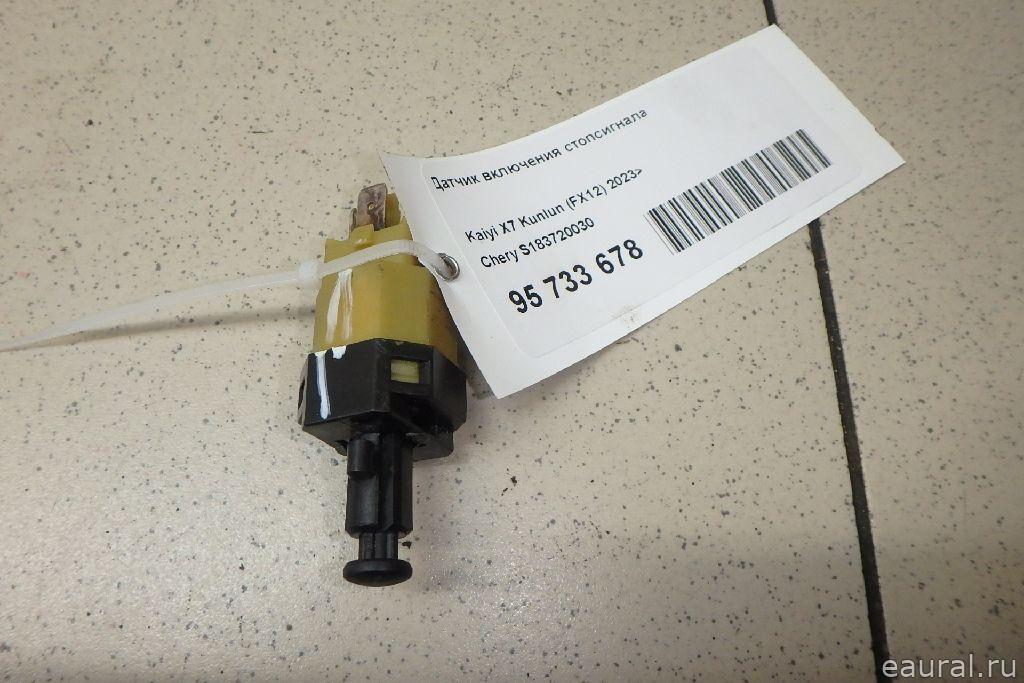 Датчик включения стопсигнала
Kaiyi X7 Kunlun (FX12) 2023>
Chery S183720030
95 733 678
eaural.ru